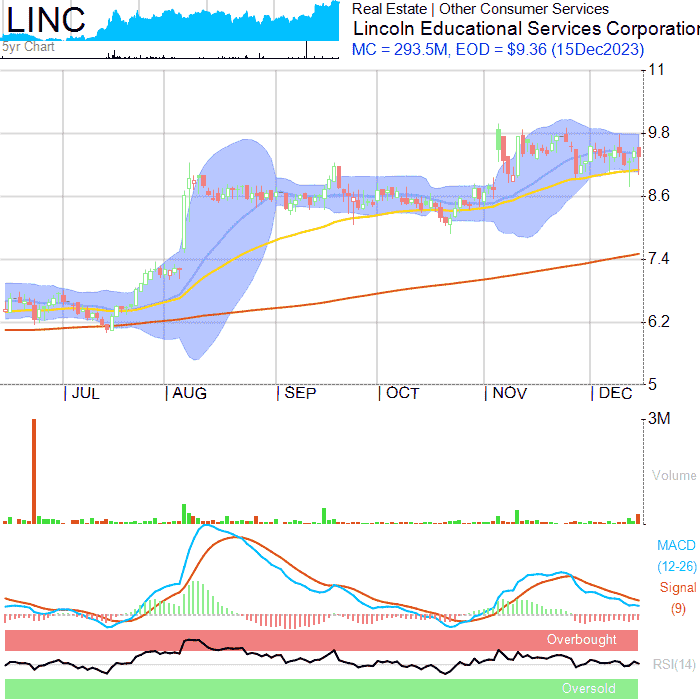 LINC
5yr Chart
Real Estate | Other Consumer Services
Lincoln Educational Services Corporation
MC = 293.5M, EOD = $9.36 (15Dec2023)
11
9.8
8.6
7.4
6.2
5
JUL
AUG
SEP
OCT
NOV
DEC
3M
Volume
MACD
(12-26)
Signal
(9)
Overbought
RSI(14)
Oversold